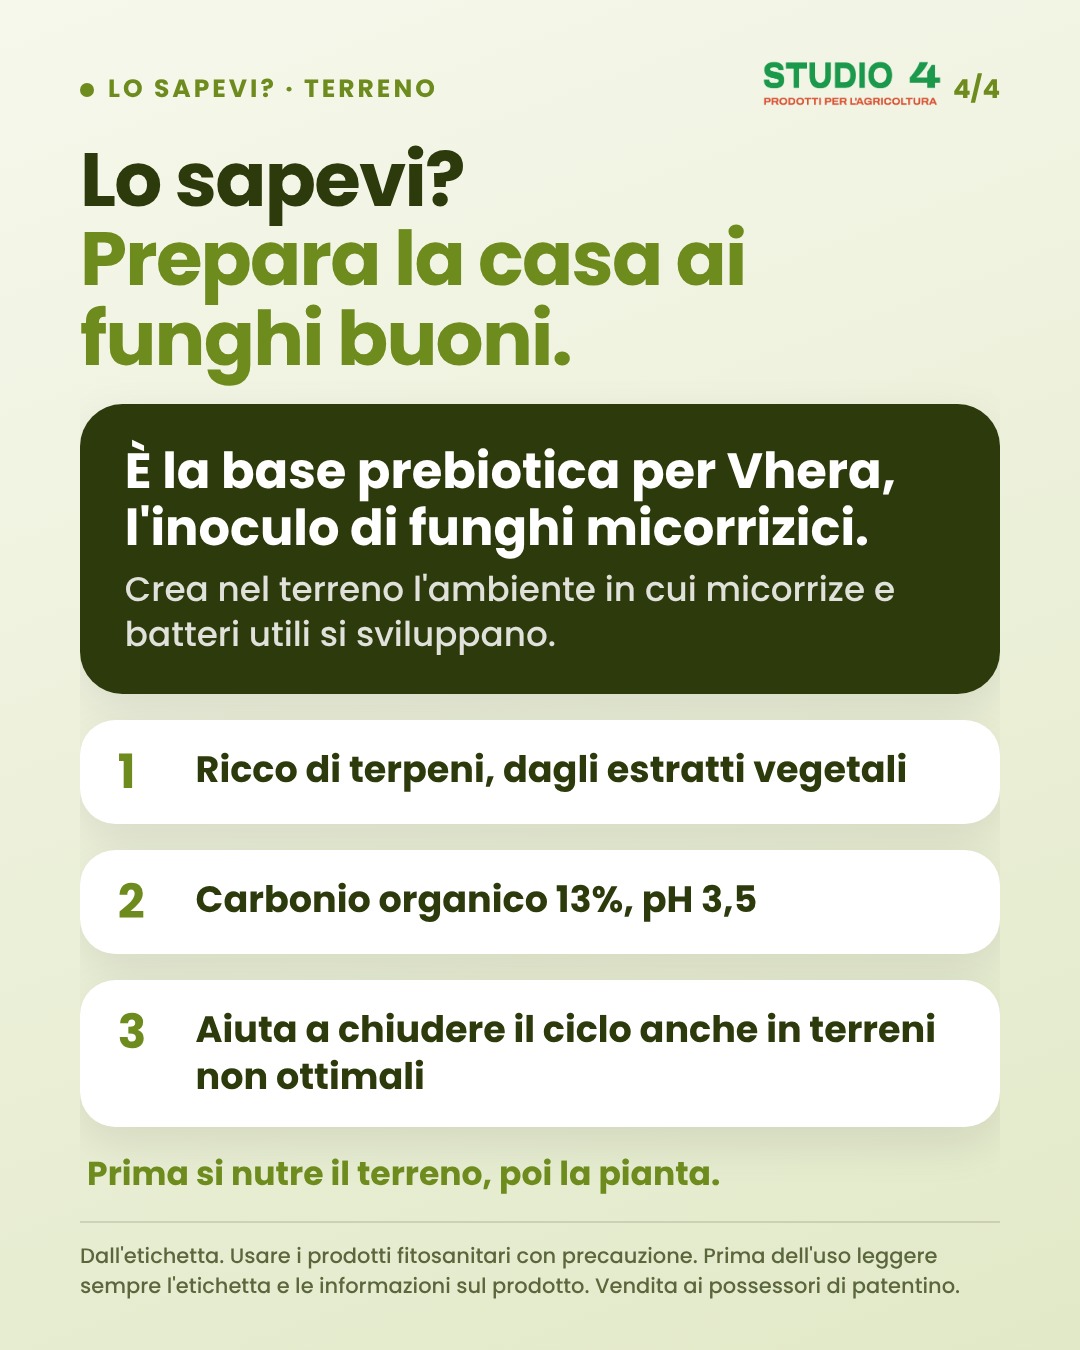 LO SAPEVI? · TERRENO
STUDIO 4
PRODOTTI PER L'AGRICOLTURA
4/4
Lo sapevi?
Prepara la casa ai
funghi buoni.
È la base prebiotica per Vhera,
l'inoculo di funghi micorrizici.
Crea nel terreno l'ambiente in cui micorrize e
batteri utili si sviluppano.
1 Ricco di terpeni, dagli estratti vegetali
2 Carbonio organico 13%, pH 3,5
3 Aiuta a chiudere il ciclo anche in terreni
non ottimali
Prima si nutre il terreno, poi la pianta.
Dall'etichetta. Usare i prodotti fitosanitari con precauzione. Prima dell'uso leggere
sempre l'etichetta e le informazioni sul prodotto. Vendita ai possessori di patentino.